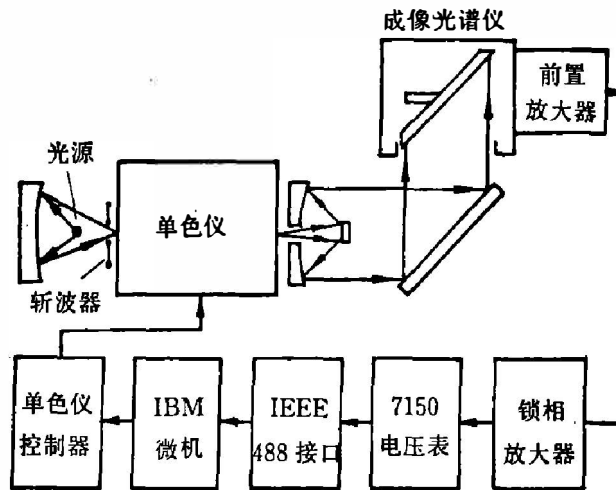 成像光谱仪
前置
放大器
光源
单色仪
斩波器
单色仪
控制器
IBM
微机
IEEE
488 接口
7150
电压表
锁相
放大器